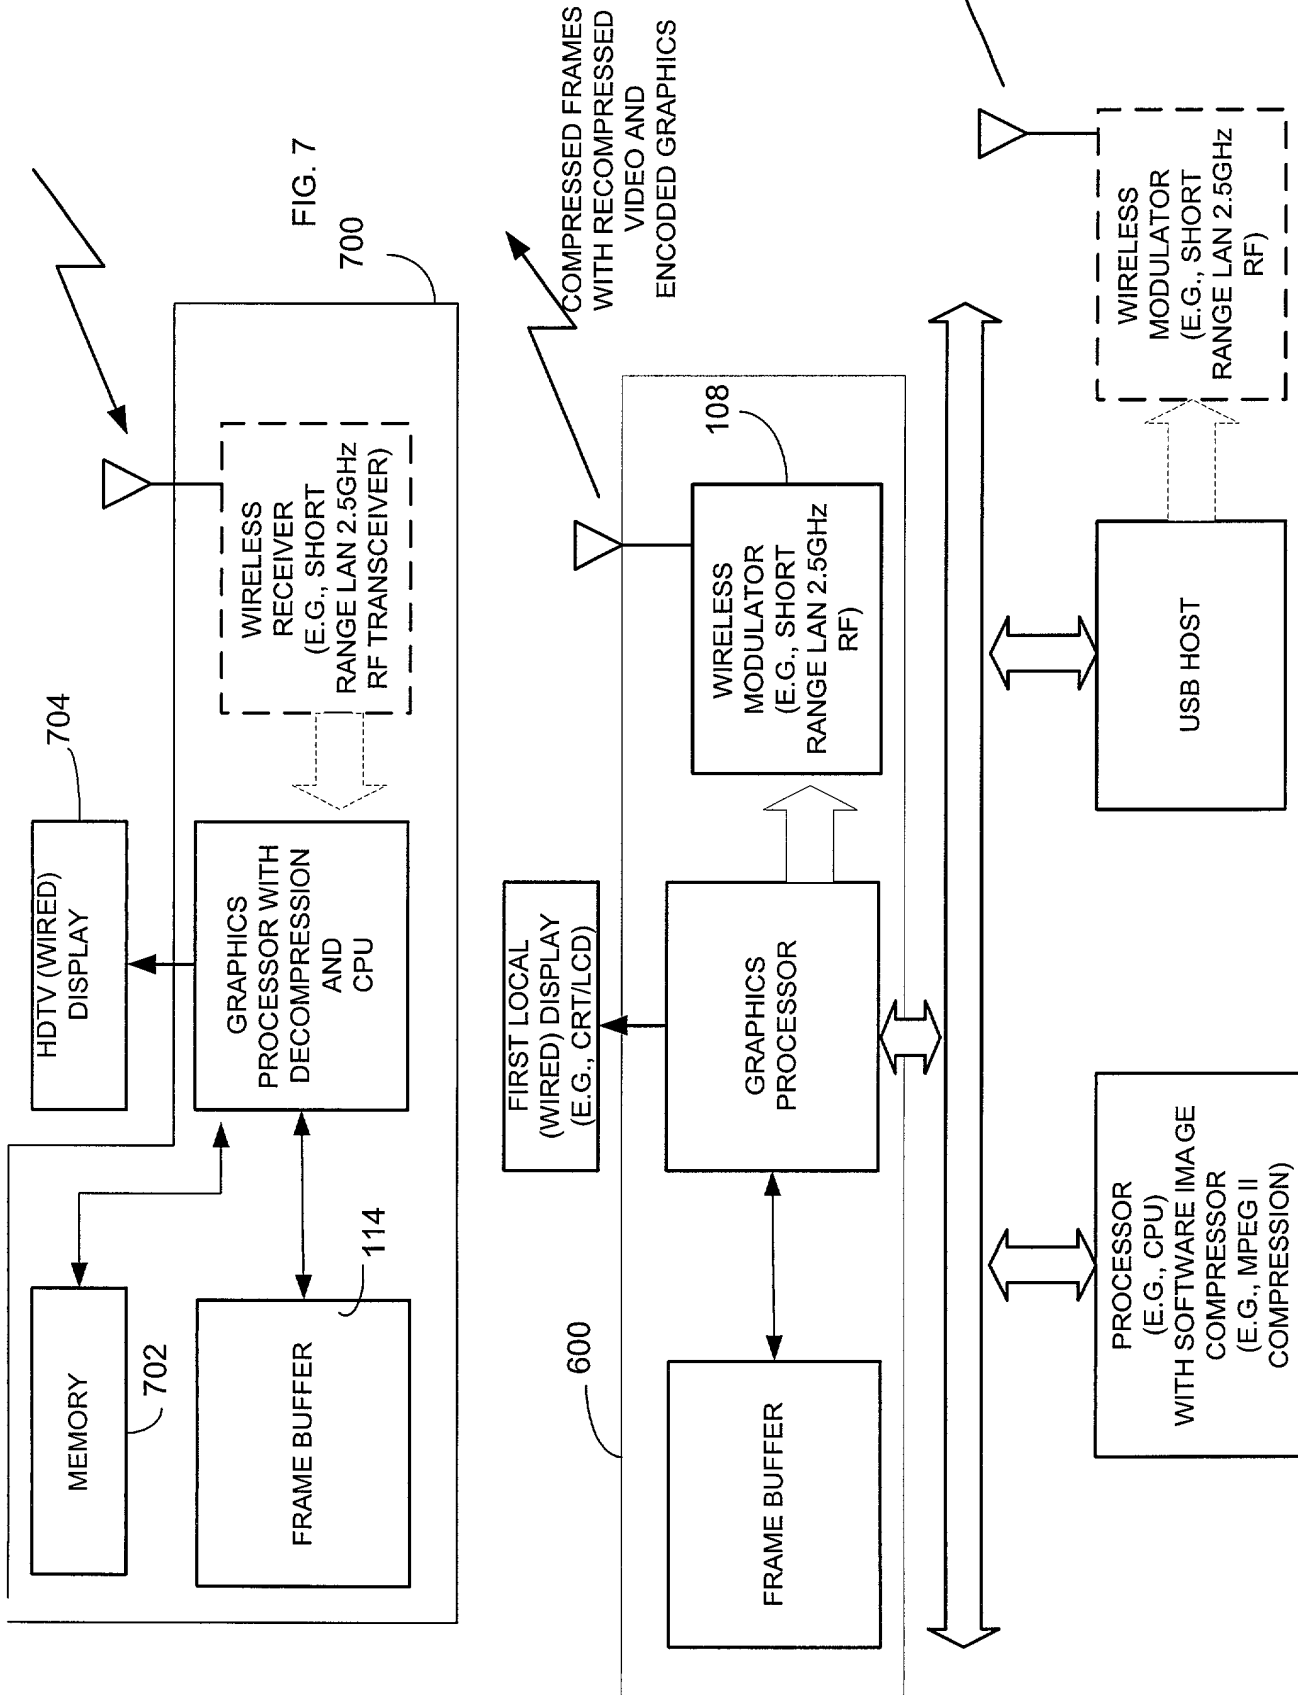 FIG. 7
700
MEMORY
702
HDTV (WIRED)
DISPLAY
704
FRAME BUFFER
114
GRAPHICS
PROCESSOR WITH
DECOMPRESSION
AND
CPU
WIRELESS
RECEIVER
(E.G., SHORT
RANGE LAN 2.5GHz
RF TRANSCEIVER)
COMPRESSED FRAMES
WITH RECOMPRESSED
VIDEO AND
ENCODED GRAPHICS
600
FIRST LOCAL
(WIRED) DISPLAY
(E.G., CRT/LCD)
FRAME BUFFER
GRAPHICS
PROCESSOR
108
WIRELESS
MODULATOR
(E.G., SHORT
RANGE LAN 2.5GHz
RF)
PROCESSOR
(E.G., CPU)
WITH SOFTWARE IMAGE
COMPRESSOR
(E.G., MPEG II
COMPRESSION)
USB HOST
WIRELESS
MODULATOR
(E.G., SHORT
RANGE LAN 2.5GHz
RF)